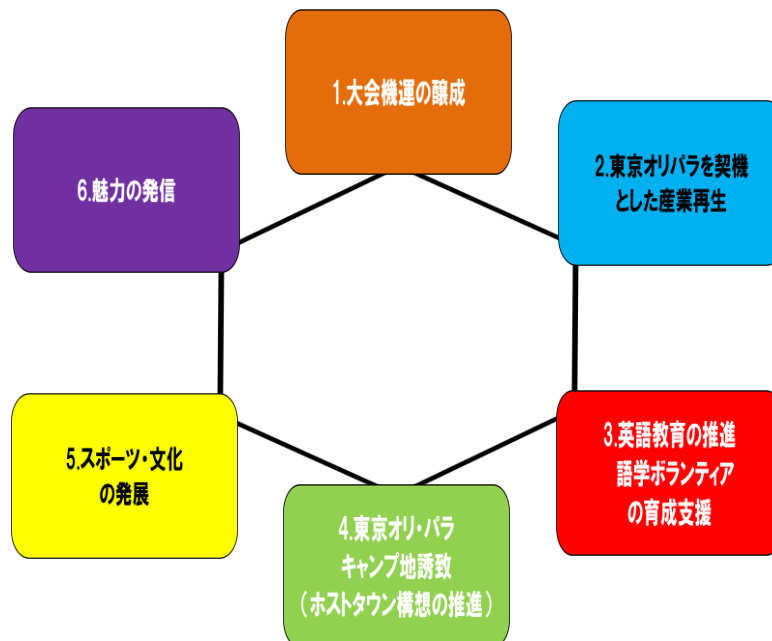 1.大会機運の醸成
2.東京オリパラを契機
とした産業再生
3.英語教育の推進
語学ボランティア
の育成支援
4.東京オリ・パラ
キャンプ地誘致
(ホストタウン構想の推進)
5.スポーツ・文化
の発展
6.魅力の発信